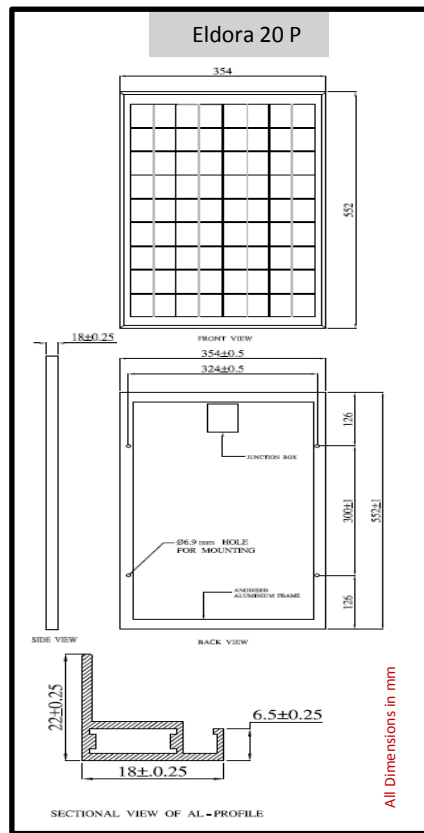 Eldora 20 P
354
552
FRONT VIEW
18±0.25
354±0.5
324±0.5
126
JUNCTION BOX
300±1
552±1
Ø6.9 mm HOLE
FOR MOUNTING
ANODISED
ALUMINIUM FRAME
126
SIDE VIEW
BACK VIEW
22±0.25
6.5±0.25
18±.0.25
All Dimensions in mm
SECTIONAL VIEW OF AL-PROFILE